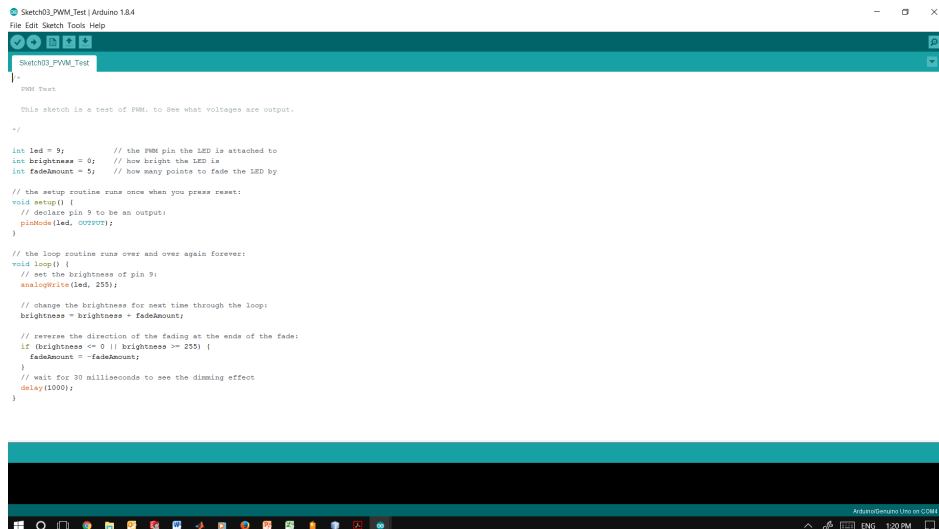 Sketch03_PWM_Test | Arduino 1.8.4
File Edit Sketch Tools Help
Sketch03_PWM_Test
/*
PWM Test
This sketch is a test of PWM. to See what voltages are output.
*/
int led = 9; // the PWM pin the LED is attached to
int brightness = 0; // how bright the LED is
int fadeAmount = 5; // how many points to fade the LED by
// the setup routine runs once when you press reset:
void setup() {
// declare pin 9 to be an output:
pinMode(led, OUTPUT);
}
// the loop routine runs over and over again forever:
void loop() {
// set the brightness of pin 9:
analogWrite(led, 255);
// change the brightness for next time through the loop:
brightness = brightness + fadeAmount;
// reverse the direction of the fading at the ends of the fade:
if (brightness <= 0 || brightness >= 255) {
fadeAmount = -fadeAmount;
}
// wait for 30 milliseconds to see the dimming effect
delay(1000);
}
Arduino/Genuino Uno on COM4
ENG 1:20 PM